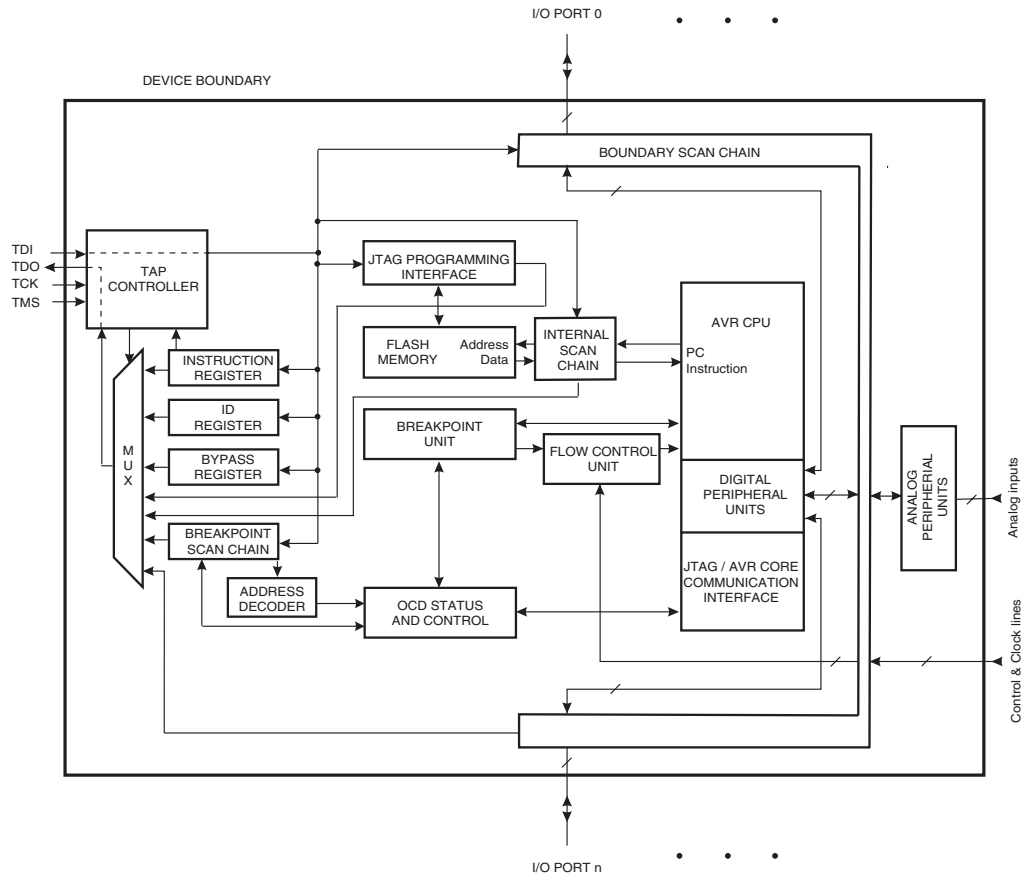 I/O PORT 0
DEVICE BOUNDARY
BOUNDARY SCAN CHAIN
TDI
TDO
TCK
TMS
TAP
CONTROLLER
JTAG PROGRAMMING
INTERFACE
AVR CPU
FLASH
MEMORY
Address
Data
INTERNAL
SCAN
CHAIN
PC
Instruction
INSTRUCTION
REGISTER
ID
REGISTER
M
U
X
BREAKPOINT
UNIT
FLOW CONTROL
UNIT
BYPASS
REGISTER
DIGITAL
PERIPHERAL
UNITS
ANALOG
PERIPHERIAL
UNITS
Analog inputs
BREAKPOINT
SCAN CHAIN
JTAG / AVR CORE
COMMUNICATION
INTERFACE
ADDRESS
DECODER
OCD STATUS
AND CONTROL
Control & Clock lines
I/O PORT n